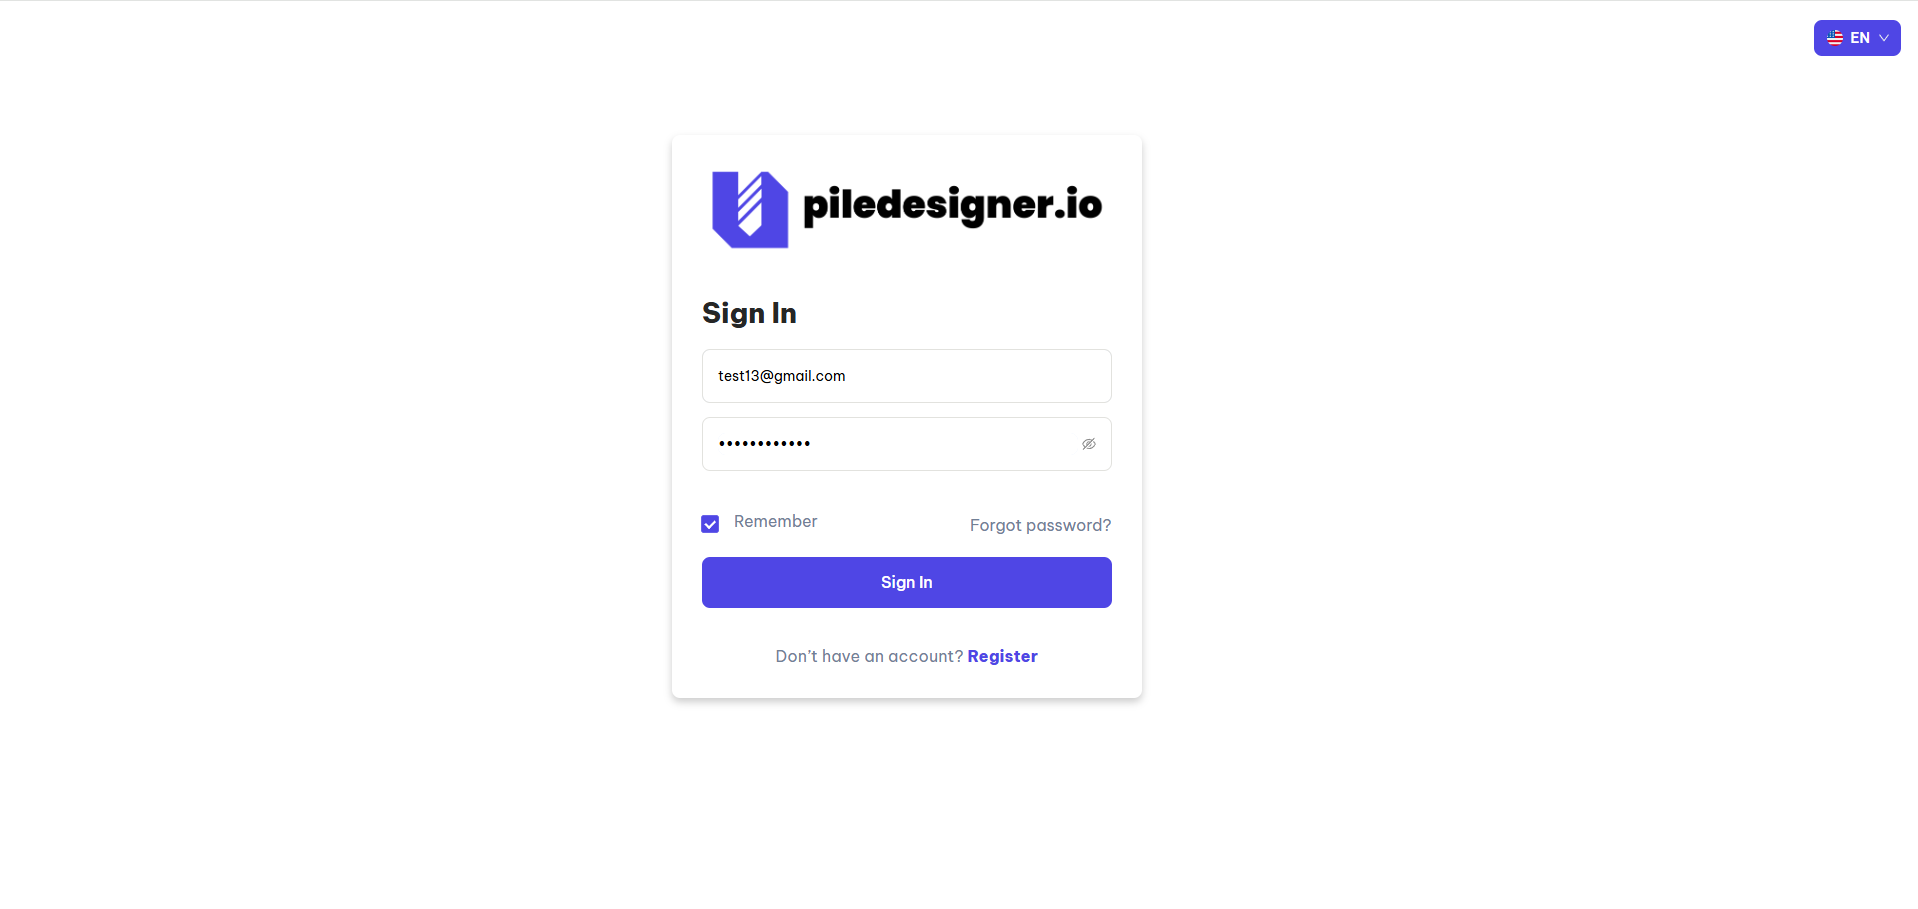 EN
piledesigner.io
Sign In
test13@gmail.com
••••••••••••
Remember
Forgot password?
Sign In
Don’t have an account? Register